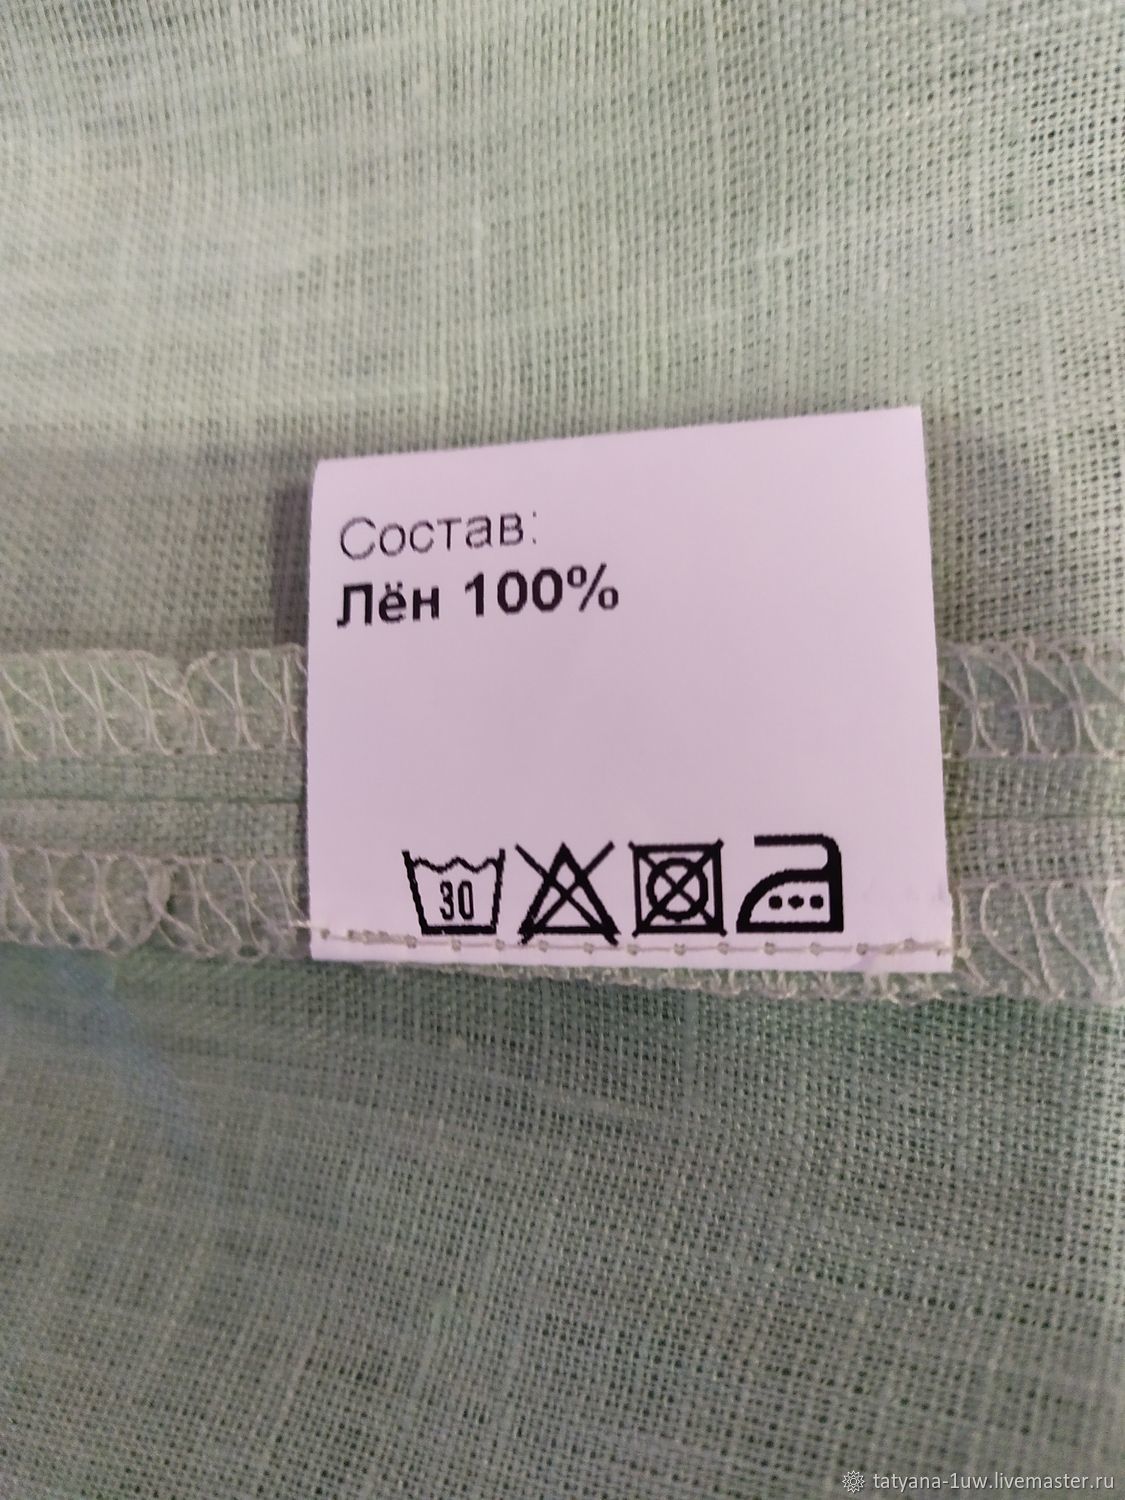 Состав:
Лён 100%
30
tatyana-1uw.livemaster.ru